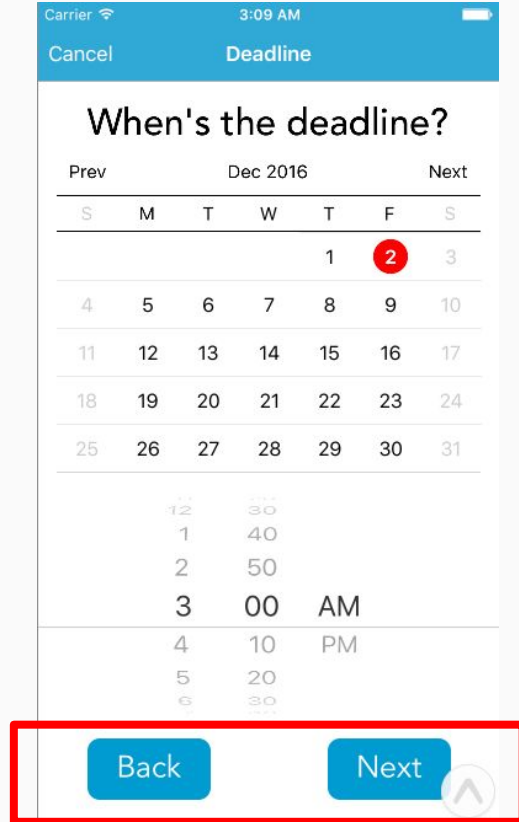 Carrier 3:09 AM
Cancel Deadline
When's the deadline?
Prev Dec 2016 Next
S M T W T F S
1 2 3
4 5 6 7 8 9 10
11 12 13 14 15 16 17
18 19 20 21 22 23 24
25 26 27 28 29 30 31
12 30
1 40
2 50
3 00 AM
4 10 PM
5 20
6 30
Back Next